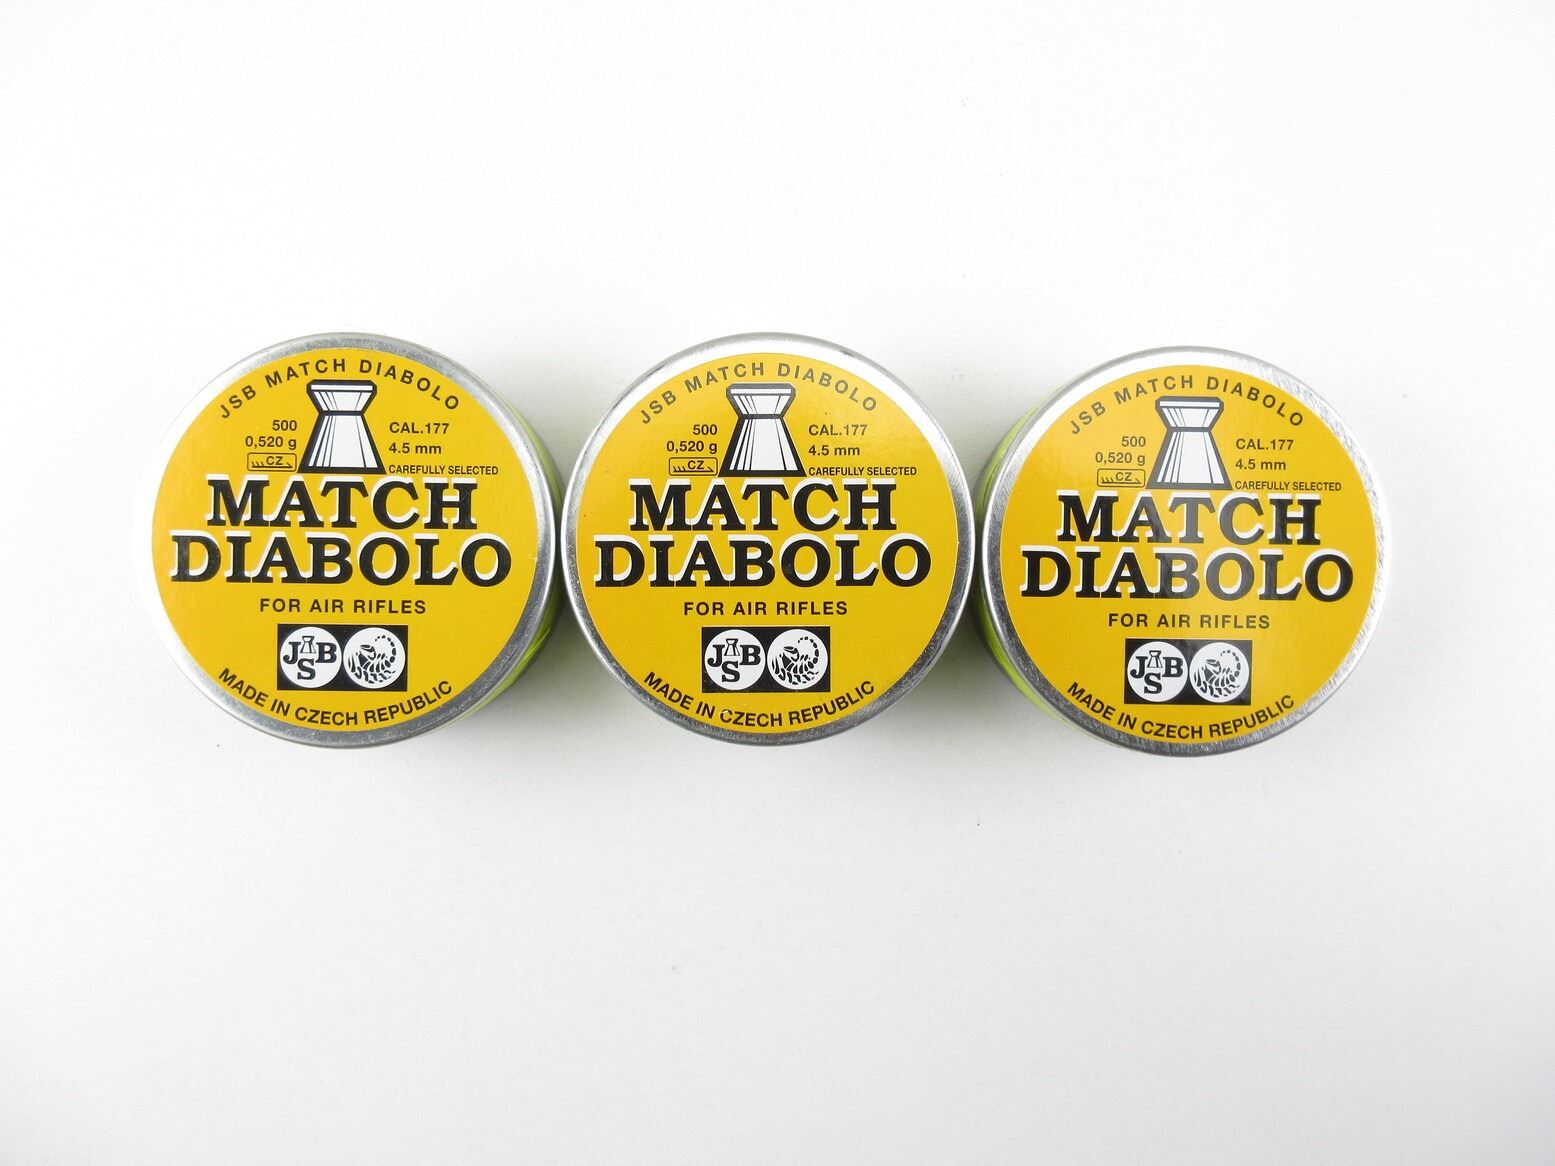 JSB MATCH DIABOLO
500
0,520 g
CZ
CAL.177
4.5 mm
CAREFULLY SELECTED
MATCH
DIABOLO
FOR AIR RIFLES
JSB
MADE IN CZECH REPUBLIC
JSB MATCH DIABOLO
500
0,520 g
CZ
CAL.177
4.5 mm
CAREFULLY SELECTED
MATCH
DIABOLO
FOR AIR RIFLES
JSB
MADE IN CZECH REPUBLIC
JSB MATCH DIABOLO
500
0,520 g
CZ
CAL.177
4.5 mm
CAREFULLY SELECTED
MATCH
DIABOLO
FOR AIR RIFLES
JSB
MADE IN CZECH REPUBLIC